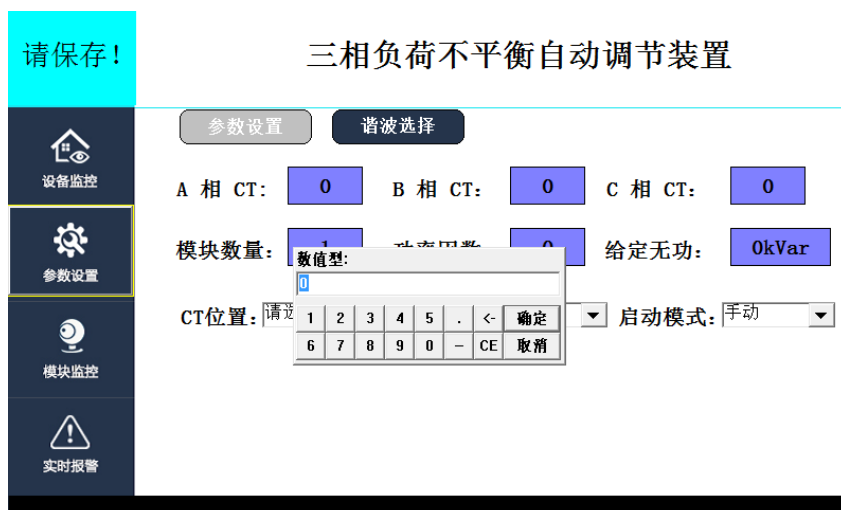 请保存!
三相负荷不平衡自动调节装置
参数设置 谐波选择
设备监控
A 相 CT: 0 B 相 CT: 0 C 相 CT: 0
模块数量: 给定无功: 0kVar
参数设置
数值型:
0
CT位置: 启动模式: 手动
1 2 3 4 5 . <- 确定
6 7 8 9 0 - CE 取消
模块监控
实时报警